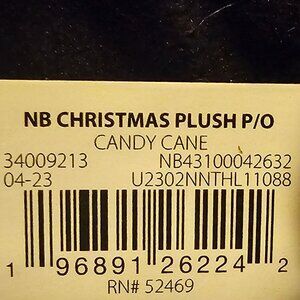 NB CHRISTMAS PLUSH P/O
CANDY CANE
34009213 NB43100042632
04-23 U2302NNTHL11088
1 96891 26224 2
RN# 52469